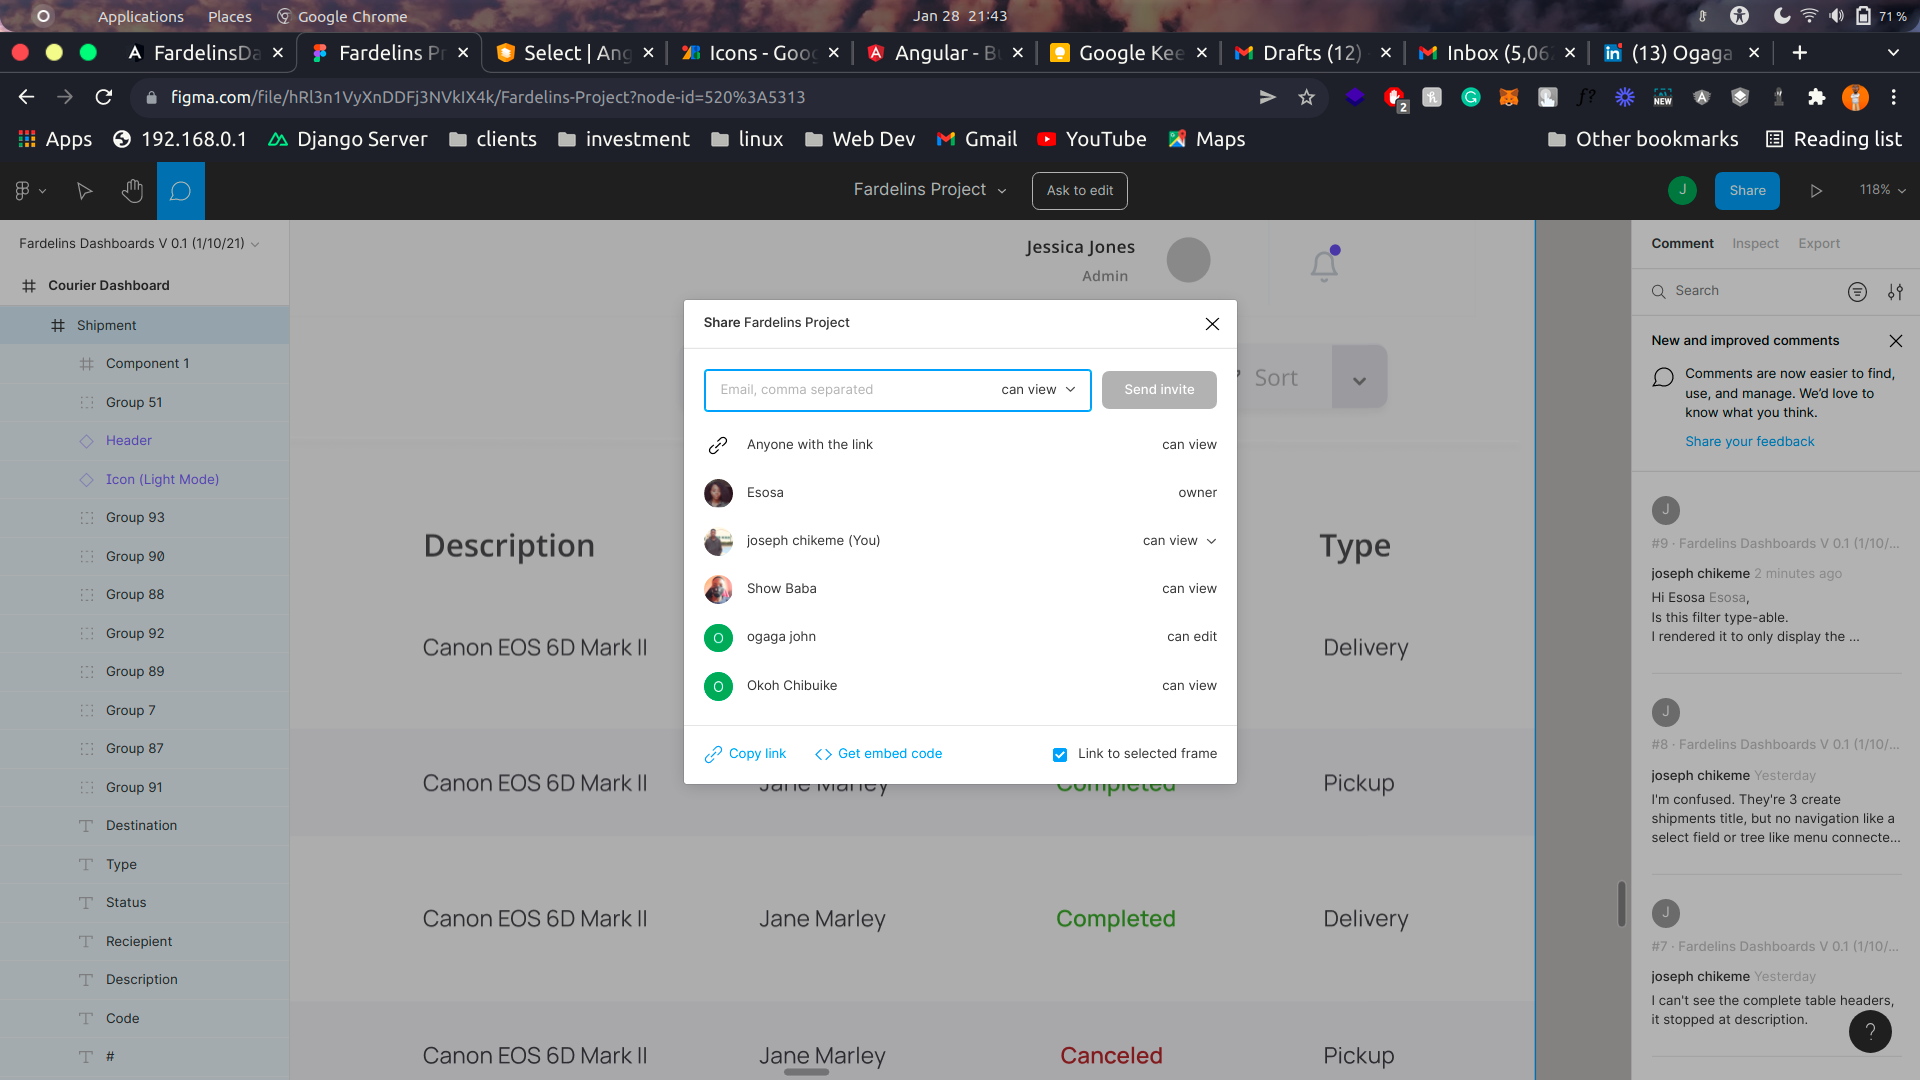 Applications Places Google Chrome Jan 28 21:43 71 %
FardelinsDa Fardelins Pr Select | Ang Icons - Goog Angular - Bu Google Kee Drafts (12) - Inbox (5,06 (13) Ogaga
figma.com/file/hRl3n1VyXnDDFj3NVkIX4k/Fardelins-Project?node-id=520%3A5313 2 f? NEW
Apps 192.168.0.1 Django Server clients investment linux Web Dev Gmail YouTube Maps Other bookmarks Reading list
Fardelins Project Ask to edit J Share 118%
Fardelins Dashboards V 0.1 (1/10/21)
Courier Dashboard
Shipment
Component 1
Group 51
Header
Icon (Light Mode)
Group 93
Group 90
Group 88
Group 92
Group 89
Group 7
Group 87
Group 91
Destination
Type
Status
Reciepient
Description
Code
#
Jessica Jones
Admin
Sort
Description Type
Canon EOS 6D Mark II Delivery
Canon EOS 6D Mark II Jane Marley Completed Pickup
Canon EOS 6D Mark II Jane Marley Completed Delivery
Canon EOS 6D Mark II Jane Marley Canceled Pickup
Share Fardelins Project
Email, comma separated can view Send invite
Anyone with the link can view
Esosa owner
joseph chikeme (You) can view
Show Baba can view
O ogaga john can edit
O Okoh Chibuike can view
Copy link Get embed code Link to selected frame
Comment Inspect Export
Search
New and improved comments
Comments are now easier to find,
use, and manage. We'd love to
know what you think.
Share your feedback
J
#9 · Fardelins Dashboards V 0.1 (1/10/...
joseph chikeme 2 minutes ago
Hi Esosa Esosa,
Is this filter type-able.
I rendered it to only display the ...
J
#8 · Fardelins Dashboards V 0.1 (1/10/...
joseph chikeme Yesterday
I'm confused. They're 3 create
shipments title, but no navigation like a
select field or tree like menu connecte...
J
#7 · Fardelins Dashboards V 0.1 (1/10/...
joseph chikeme Yesterday
I can't see the complete table headers,
it stopped at description.
?